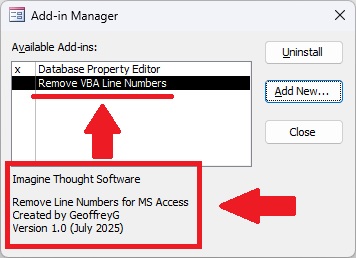 Add-in Manager
Available Add-ins:
x Database Property Editor
Remove VBA Line Numbers
Uninstall
Add New...
Close
Imagine Thought Software
Remove Line Numbers for MS Access
Created by GeoffreyG
Version 1.0 (July 2025)